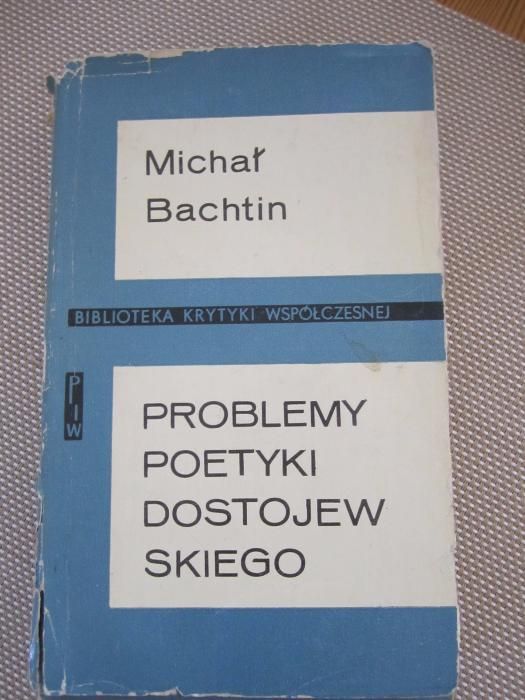 Michał
Bachtin
BIBLIOTEKA KRYTYKI WSPÓŁCZESNEJ
PIW
PROBLEMY
POETYKI
DOSTOJEW
SKIEGO